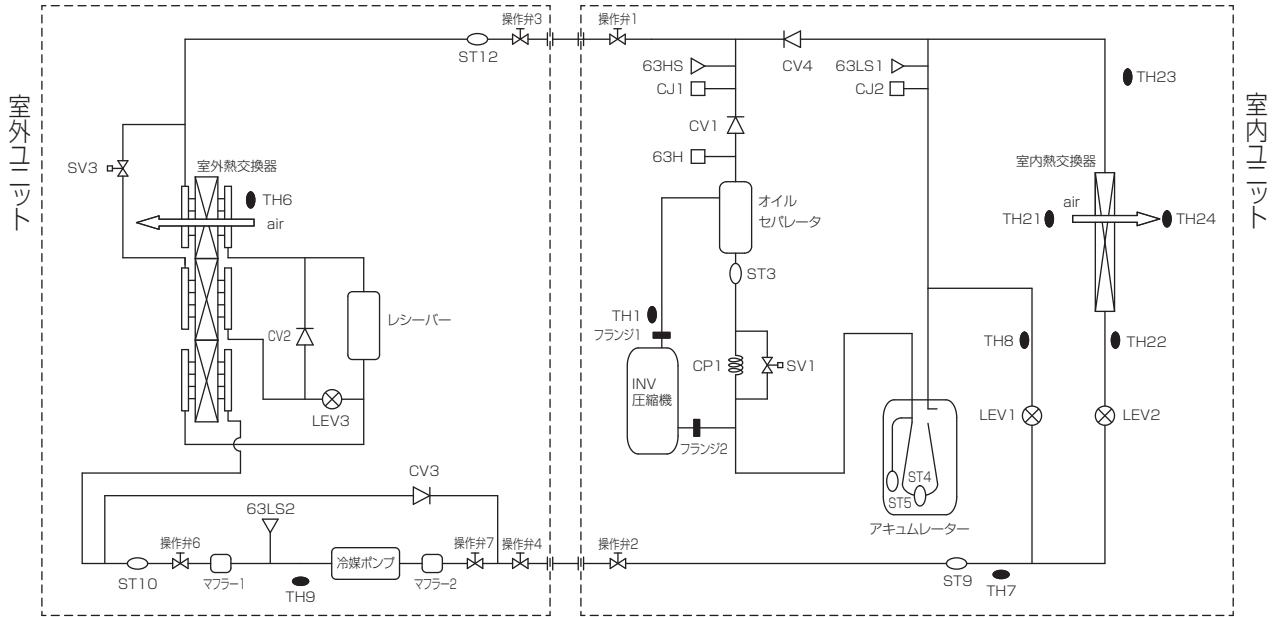 室外ユニット
操作弁3
ST12
SV3
室外熱交換器
TH6
air
CV2
レシーバー
LEV3
CV3
63LS2
操作弁6
操作弁7
操作弁4
冷媒ポンプ
ST10
マフラー1
TH9
マフラー2
室内ユニット
操作弁1
63HS
CJ1
CV4
63LS1
CJ2
TH23
CV1
63H
オイル
セパレータ
室内熱交換器
air
TH21
TH24
ST3
TH1
フランジ1
CP1
SV1
TH8
TH22
INV
圧縮機
フランジ2
LEV1
LEV2
ST4
ST5
アキュムレーター
操作弁2
ST9
TH7